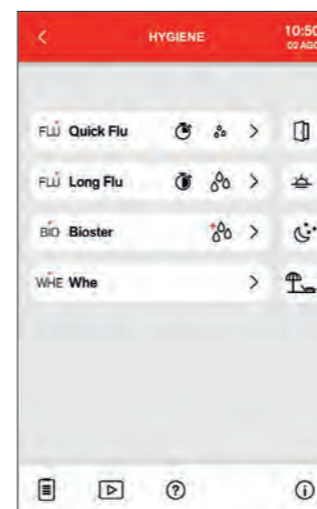 HYGIENE 10:50
02 AGO
FLU Quick Flu
FLU Long Flu
BIO Bioster
WHE Whe